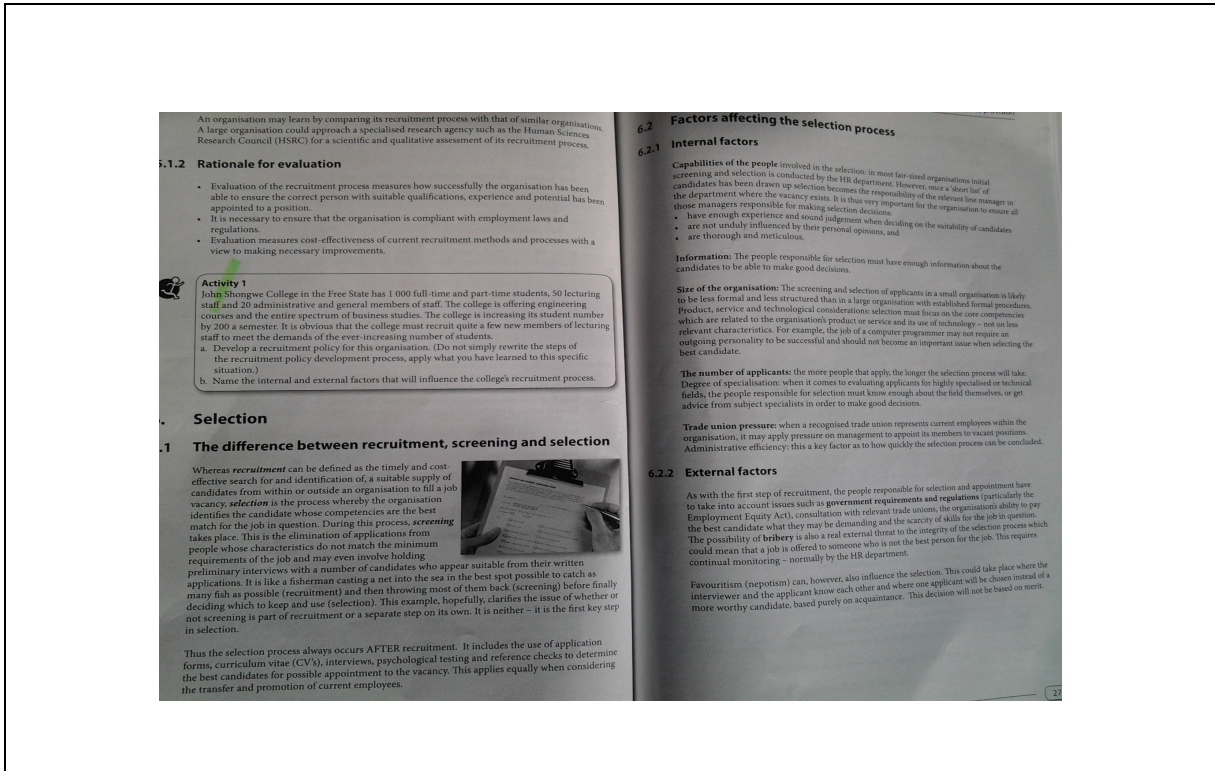 An organisation may learn by comparing its recruitment process with that of similar organisations.
A large organisation could approach a specialised research agency such as the Human Sciences
Research Council (HSRC) for a scientific and qualitative assessment of its recruitment process.
5.1.2 Rationale for evaluation
• Evaluation of the recruitment process measures how successfully the organisation has been
able to ensure the correct person with suitable qualifications, experience and potential has been
appointed to a position.
• It is necessary to ensure that the organisation is compliant with employment laws and
regulations.
• Evaluation measures cost-effectiveness of current recruitment methods and processes with a
view to making necessary improvements.
Activity 1
John Shongwe College in the Free State has 1 000 full-time and part-time students, 50 lecturing
staff and 20 administrative and general members of staff. The college is offering engineering
courses and the entire spectrum of business studies. The college is increasing its student number
by 200 a semester. It is obvious that the college must recruit quite a few new members of lecturing
staff to meet the demands of the ever-increasing number of students.
a. Develop a recruitment policy for this organisation. (Do not simply rewrite the steps of
the recruitment policy development process, apply what you have learned to this specific
situation.)
b. Name the internal and external factors that will influence the college's recruitment process.
. Selection
.1 The difference between recruitment, screening and selection
Whereas recruitment can be defined as the timely and cost-
effective search for and identification of, a suitable supply of
candidates from within or outside an organisation to fill a job
vacancy, selection is the process whereby the organisation
identifies the candidate whose competencies are the best
match for the job in question. During this process, screening
takes place. This is the elimination of applications from
people whose characteristics do not match the minimum
requirements of the job and may even involve holding
preliminary interviews with a number of candidates who appear suitable from their written
applications. It is like a fisherman casting a net into the sea in the best spot possible to catch as
many fish as possible (recruitment) and then throwing most of them back (screening) before finally
deciding which to keep and use (selection). This example, hopefully, clarifies the issue of whether or
not screening is part of recruitment or a separate step on its own. It is neither – it is the first key step
in selection.
Thus the selection process always occurs AFTER recruitment. It includes the use of application
forms, curriculum vitae (CV's), interviews, psychological testing and reference checks to determine
the best candidates for possible appointment to the vacancy. This applies equally when considering
the transfer and promotion of current employees.
6.2 Factors affecting the selection process
6.2.1 Internal factors
Capabilities of the people involved in the selection: in most fair-sized organisations initial
screening and selection is conducted by the HR department. However, once a 'short list' of
candidates has been drawn up selection becomes the responsibility of the relevant line manager in
the department where the vacancy exists. It is thus very important for the organisation to ensure all
those managers responsible for making selection decisions:
• have enough experience and sound judgement when deciding on the suitability of candidates
• are not unduly influenced by their personal opinions, and
• are thorough and meticulous.
Information: The people responsible for selection must have enough information about the
candidates to be able to make good decisions.
Size of the organisation: The screening and selection of applicants in a small organisation is likely
to be less formal and less structured than in a large organisation with established formal procedures.
Product, service and technological considerations: selection must focus on the core competencies
which are related to the organisation's product or service and its use of technology – not on less
relevant characteristics. For example, the job of a computer programmer may not require an
outgoing personality to be successful and should not become an important issue when selecting the
best candidate.
The number of applicants: the more people that apply, the longer the selection process will take.
Degree of specialisation: when it comes to evaluating applicants for highly specialised or technical
fields, the people responsible for selection must know enough about the field themselves, or get
advice from subject specialists in order to make good decisions.
Trade union pressure: when a recognised trade union represents current employees within the
organisation, it may apply pressure on management to appoint its members to vacant positions.
Administrative efficiency: this a key factor as to how quickly the selection process can be concluded.
6.2.2 External factors
As with the first step of recruitment, the people responsible for selection and appointment have
to take into account issues such as government requirements and regulations (particularly the
Employment Equity Act), consultation with relevant trade unions, the organisation's ability to pay
the best candidate what they may be demanding and the scarcity of skills for the job in question.
The possibility of bribery is also a real external threat to the integrity of the selection process which
could mean that a job is offered to someone who is not the best person for the job. This requires
continual monitoring – normally by the HR department.
Favouritism (nepotism) can, however, also influence the selection. This could take place where the
interviewer and the applicant know each other and where one applicant will be chosen instead of a
more worthy candidate, based purely on acquaintance. This decision will not be based on merit.
27